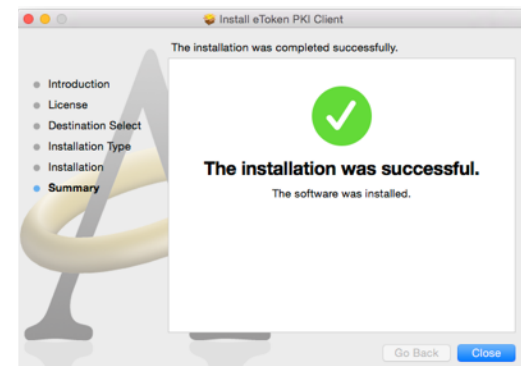 Install eToken PKI Client
The installation was completed successfully.
Introduction
License
Destination Select
Installation Type
Installation
Summary
The installation was successful.
The software was installed.
Go Back
Close